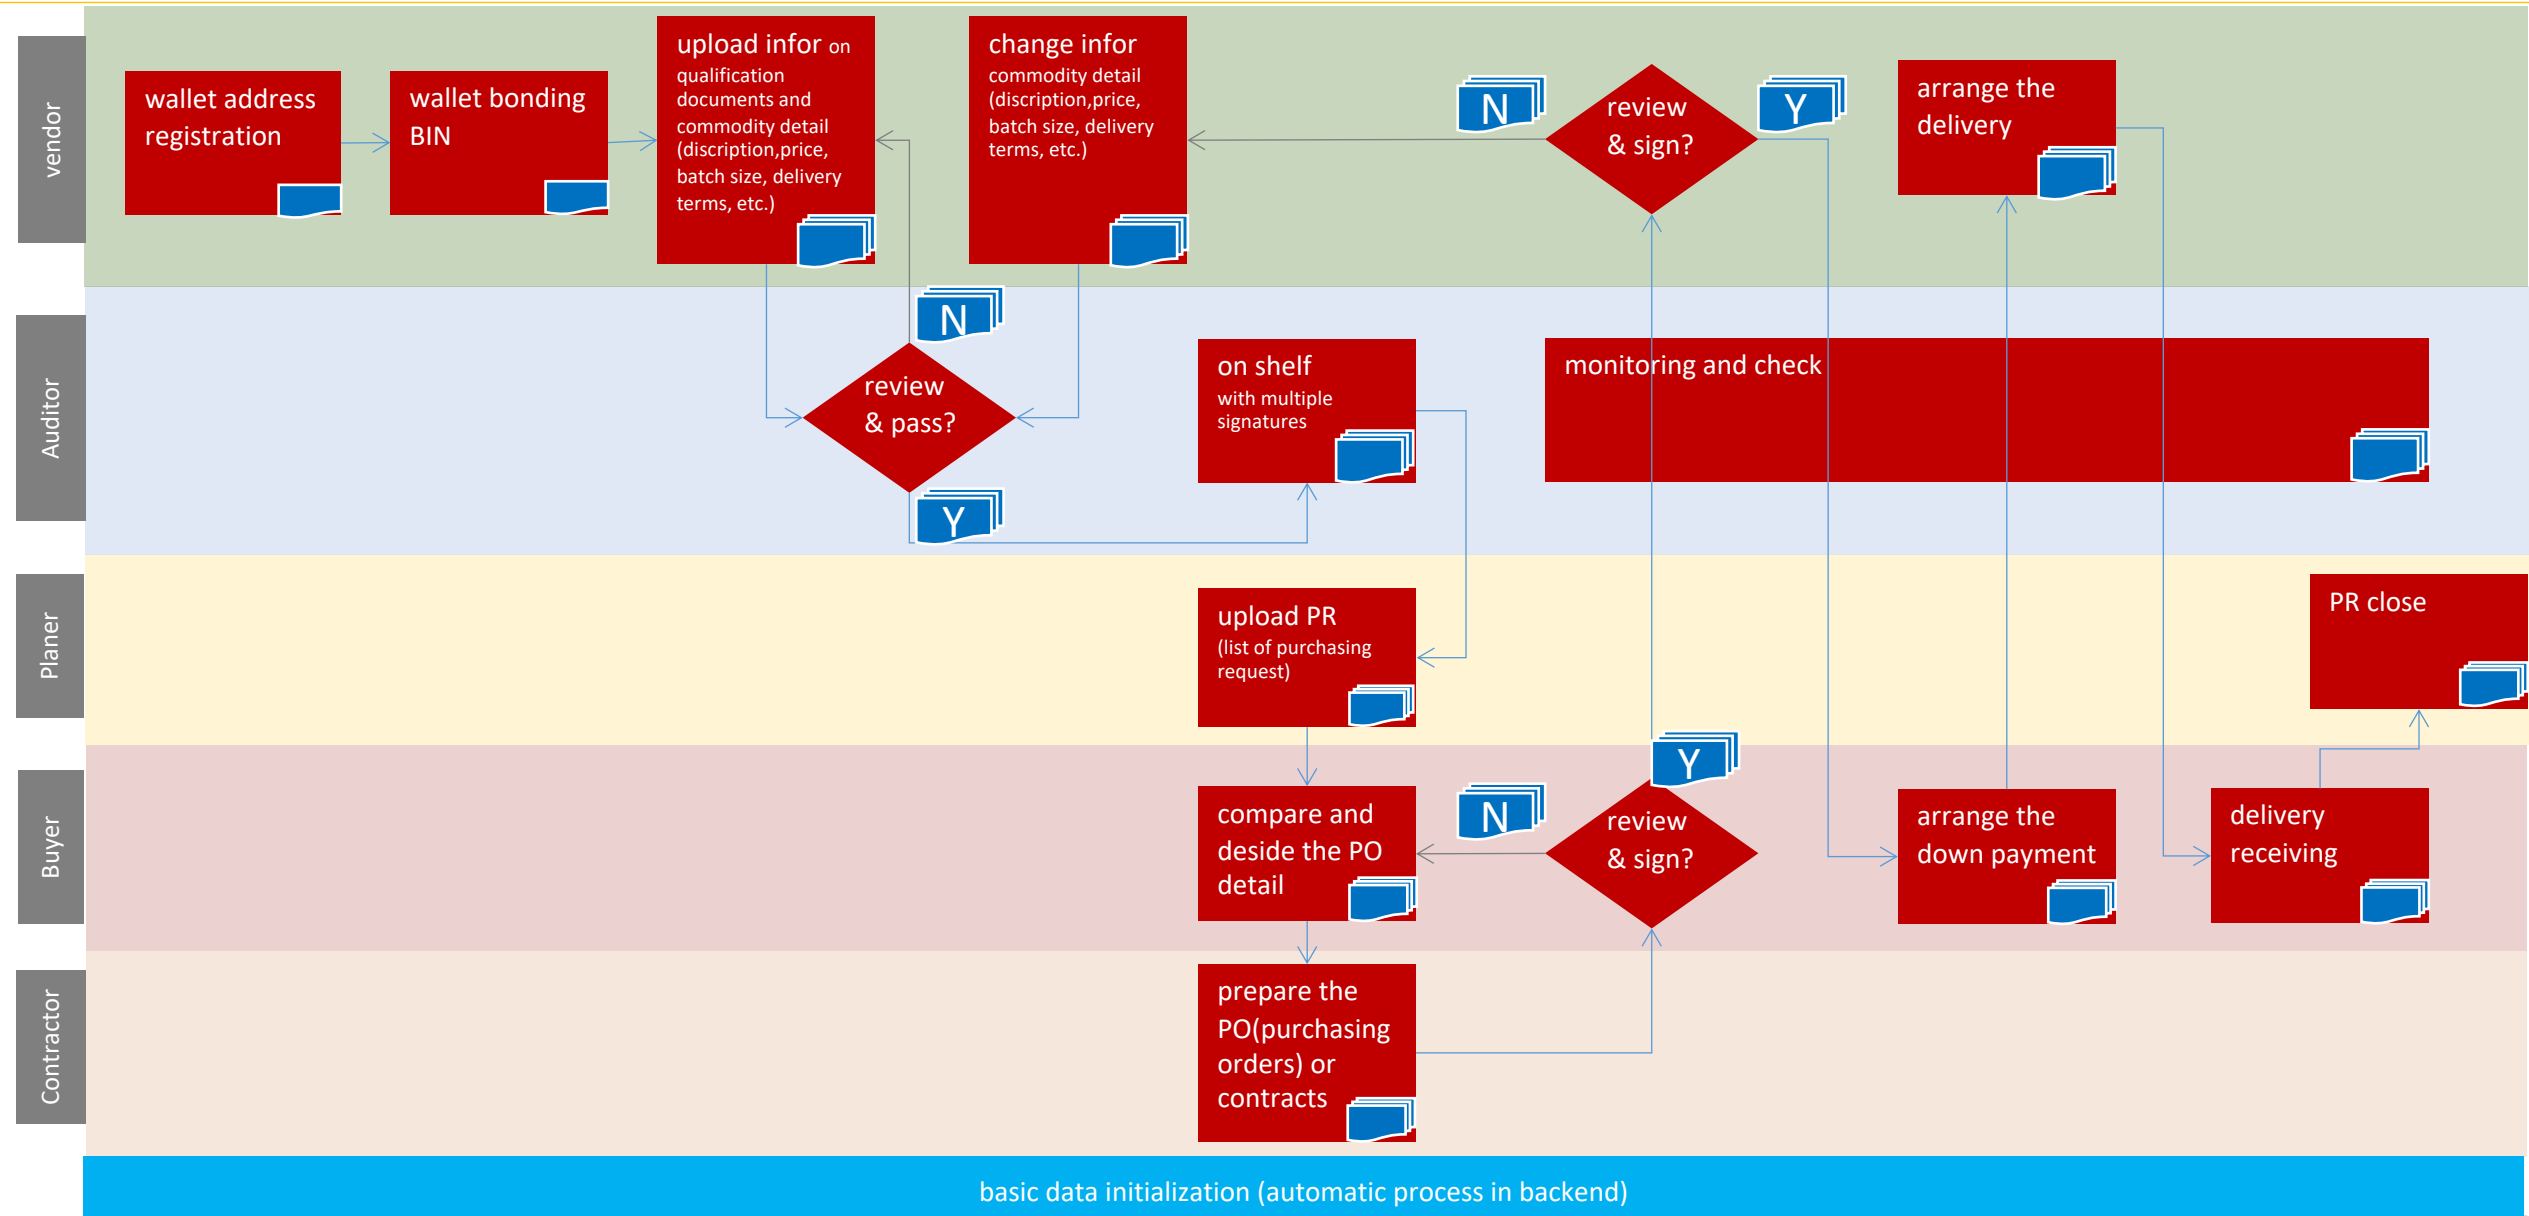 vendor
wallet address
registration
wallet bonding
BIN
upload infor on
qualification
documents and
commodity detail
(discription,price,
batch size, delivery
terms, etc.)
change infor
commodity detail
(discription,price,
batch size, delivery
terms, etc.)
N
review
& sign?
Y
arrange the
delivery
Auditor
N
review
& pass?
Y
on shelf
with multiple
signatures
monitoring and check
Planer
upload PR
(list of purchasing
request)
PR close
Buyer
compare and
deside the PO
detail
N
Y
review
& sign?
arrange the
down payment
delivery
receiving
Contractor
prepare the
PO(purchasing
orders) or
contracts
basic data initialization (automatic process in backend)